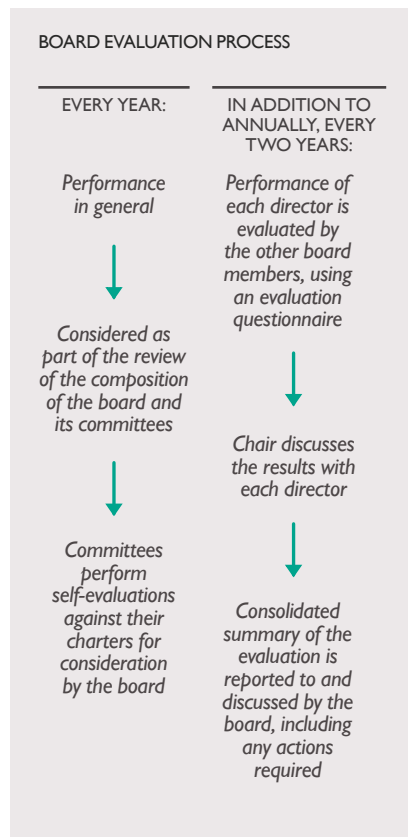 BOARD EVALUATION PROCESS
EVERY YEAR:
Performance
in general
Considered as
part of the review
of the composition
of the board and
its committees
Committees
perform
self-evaluations
against their
charters for
consideration
by the board
IN ADDITION TO
ANNUALLY, EVERY
TWO YEARS:
Performance of
each director is
evaluated by
the other board
members, using
an evaluation
questionnaire
Chair discusses
the results with
each director
Consolidated
summary of the
evaluation is
reported to and
discussed by the
board, including
any actions
required